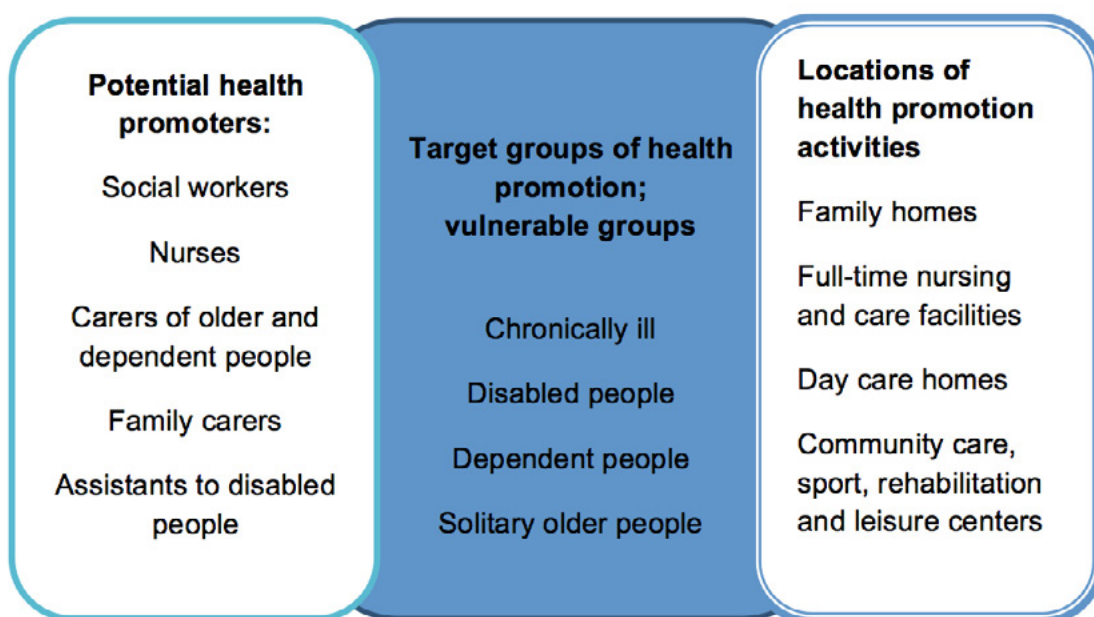 Potential health
promoters:
Social workers
Nurses
Carers of older and
dependent people
Family carers
Assistants to disabled
people
Target groups of health
promotion;
vulnerable groups
Chronically ill
Disabled people
Dependent people
Solitary older people
Locations of
health promotion
activities
Family homes
Full-time nursing
and care facilities
Day care homes
Community care,
sport, rehabilitation
and leisure centers